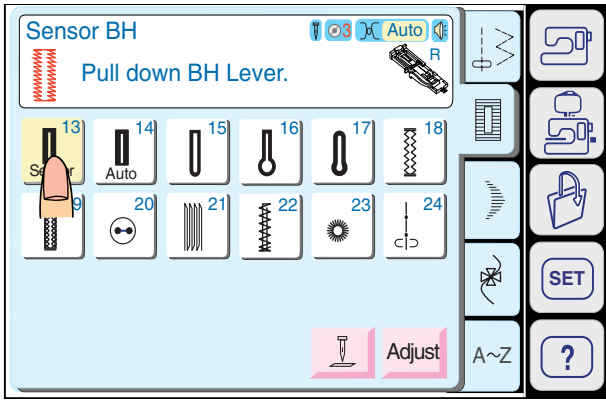 Sensor BH
3 Auto
R
Pull down BH Lever.
13 14 15 16 17 18
Auto
20 21 22 23 24
Adjust
A~Z
SET
?